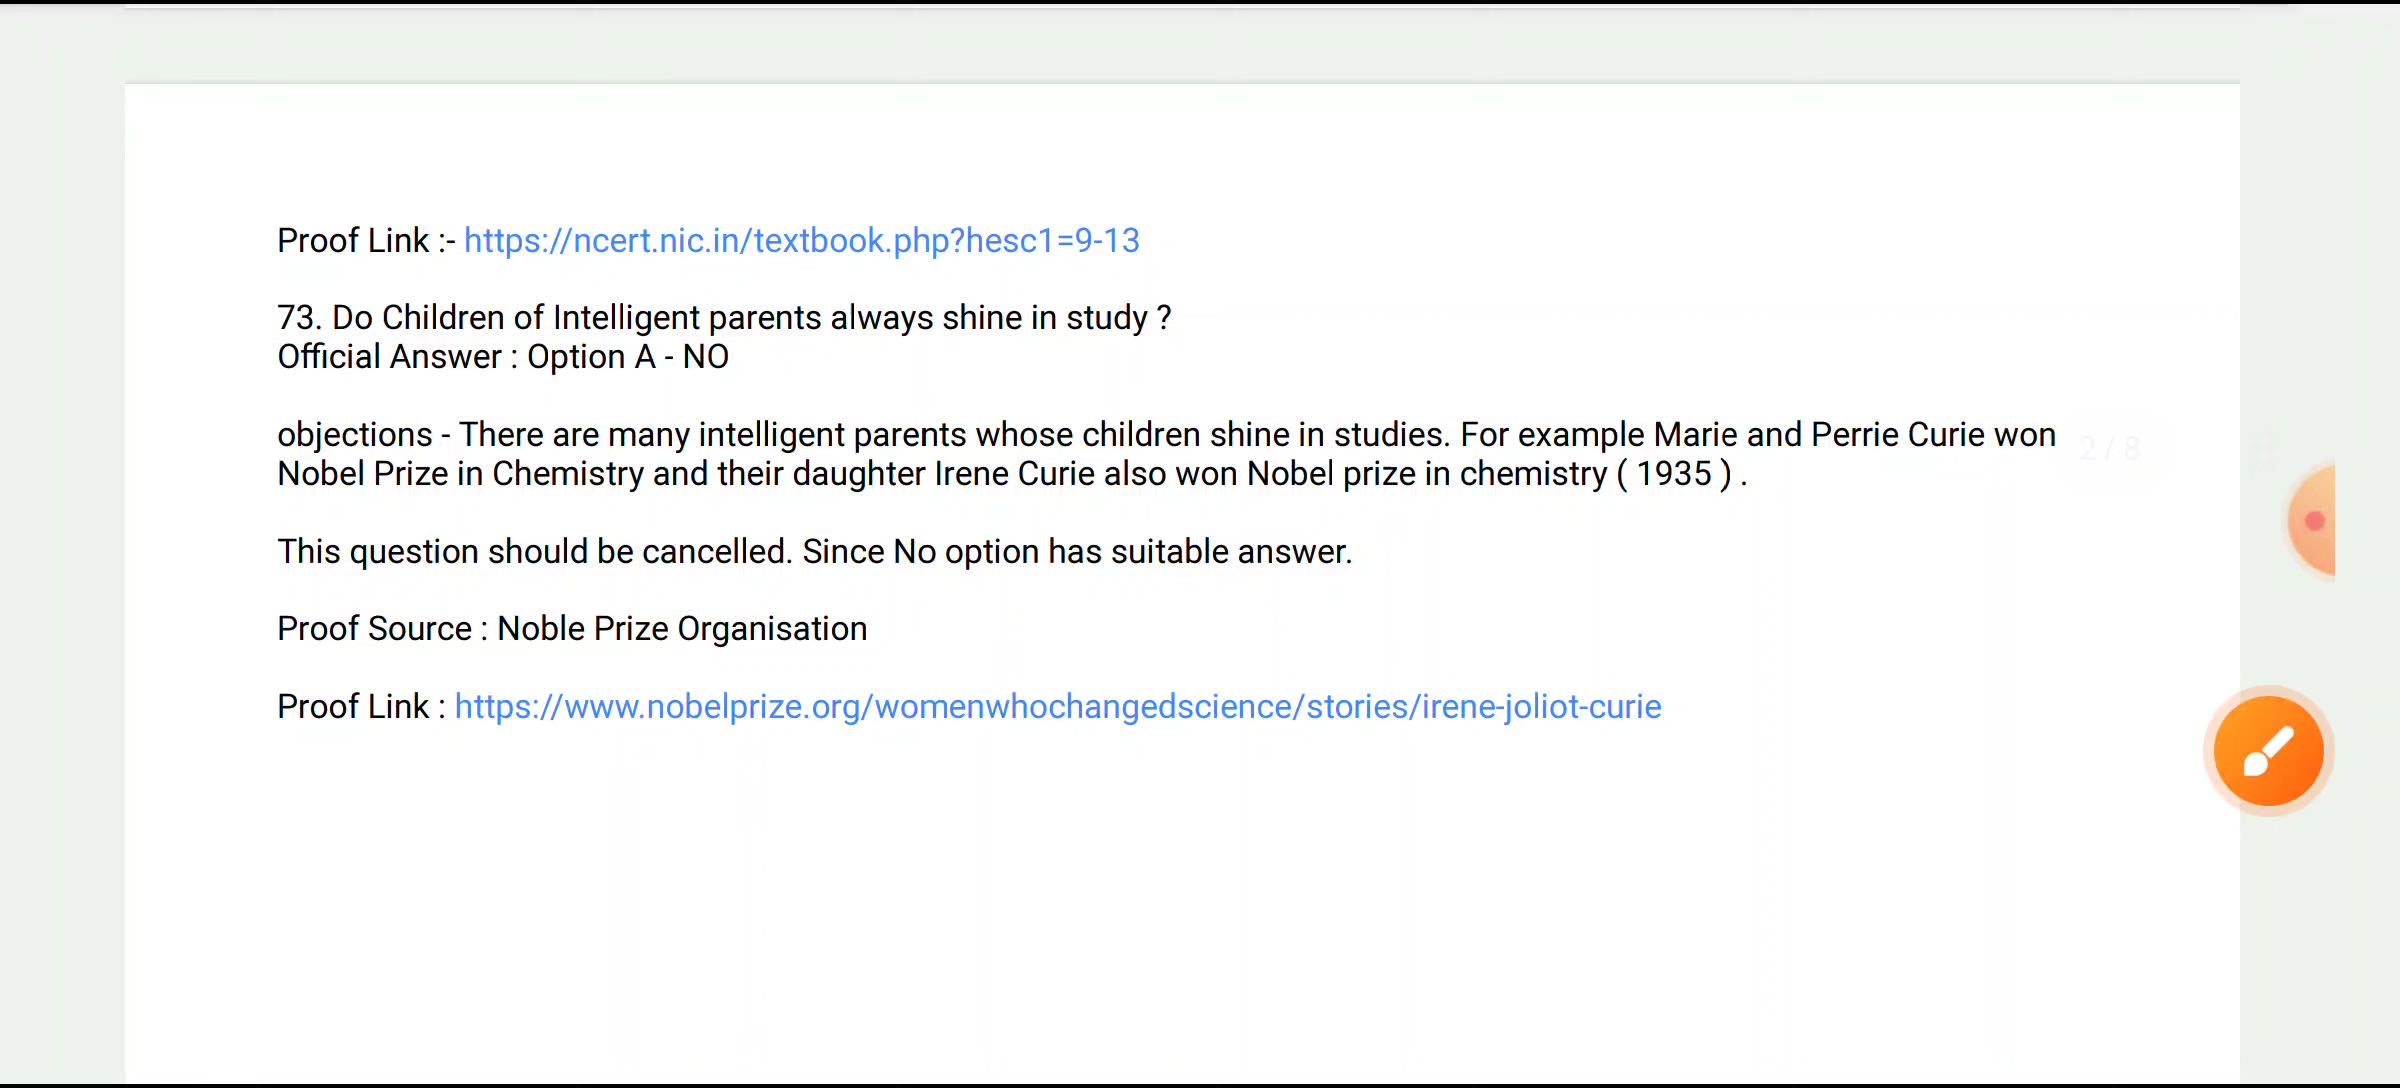 Proof Link :- https://ncert.nic.in/textbook.php?hesc1=9-13
73. Do Children of Intelligent parents always shine in study ?
Official Answer : Option A - NO
objections - There are many intelligent parents whose children shine in studies. For example Marie and Perrie Curie won
Nobel Prize in Chemistry and their daughter Irene Curie also won Nobel prize in chemistry ( 1935 ) .
This question should be cancelled. Since No option has suitable answer.
Proof Source : Noble Prize Organisation
Proof Link : https://www.nobelprize.org/womenwhochangedscience/stories/irene-joliot-curie
2 / 8